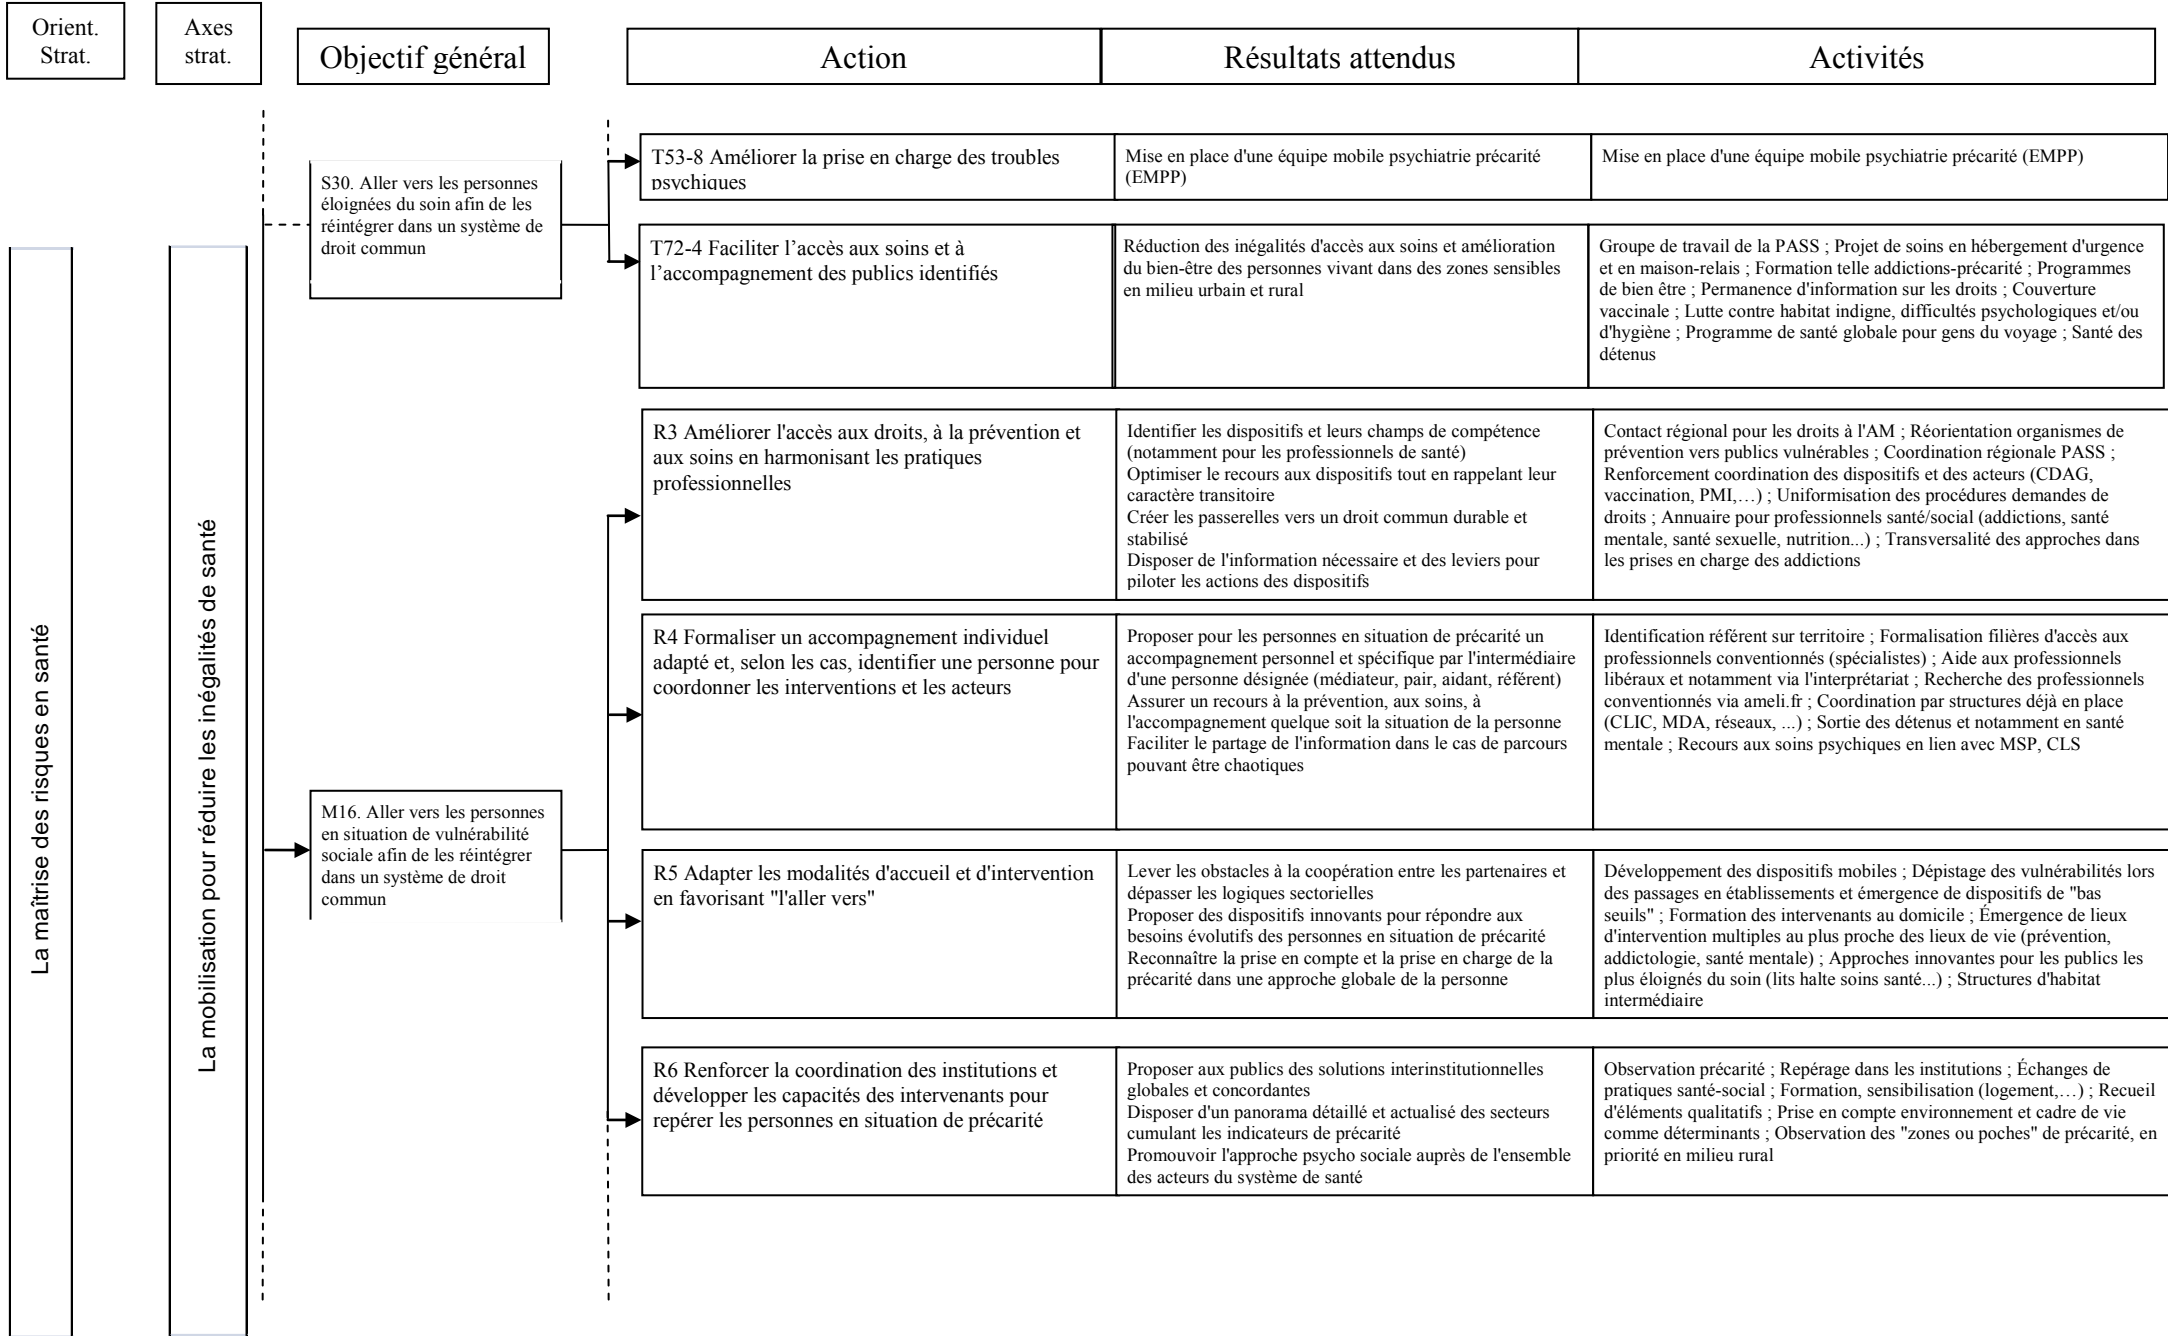 Orient.
Strat.
Axes
strat.
Objectif général
Action
Résultats attendus
Activités
La maîtrise des risques en santé
La mobilisation pour réduire les inégalités de santé
S30. Aller vers les personnes
éloignées du soin afin de les
réintégrer dans un système de
droit commun
T53-8 Améliorer la prise en charge des troubles
psychiques
Mise en place d'une équipe mobile psychiatrie précarité
(EMPP)
Mise en place d'une équipe mobile psychiatrie précarité (EMPP)
T72-4 Faciliter l’accès aux soins et à
l’accompagnement des publics identifiés
Réduction des inégalités d'accès aux soins et amélioration
du bien-être des personnes vivant dans des zones sensibles
en milieu urbain et rural
Groupe de travail de la PASS ; Projet de soins en hébergement d'urgence
et en maison-relais ; Formation telle addictions-précarité ; Programmes
de bien être ; Permanence d'information sur les droits ; Couverture
vaccinale ; Lutte contre habitat indigne, difficultés psychologiques et/ou
d'hygiène ; Programme de santé globale pour gens du voyage ; Santé des
détenus
M16. Aller vers les personnes
en situation de vulnérabilité
sociale afin de les réintégrer
dans un système de droit
commun
R3 Améliorer l'accès aux droits, à la prévention et
aux soins en harmonisant les pratiques
professionnelles
Identifier les dispositifs et leurs champs de compétence
(notamment pour les professionnels de santé)
Optimiser le recours aux dispositifs tout en rappelant leur
caractère transitoire
Créer les passerelles vers un droit commun durable et
stabilisé
Disposer de l'information nécessaire et des leviers pour
piloter les actions des dispositifs
Contact régional pour les droits à l'AM ; Réorientation organismes de
prévention vers publics vulnérables ; Coordination régionale PASS ;
Renforcement coordination des dispositifs et des acteurs (CDAG,
vaccination, PMI,…) ; Uniformisation des procédures demandes de
droits ; Annuaire pour professionnels santé/social (addictions, santé
mentale, santé sexuelle, nutrition...) ; Transversalité des approches dans
les prises en charge des addictions
R4 Formaliser un accompagnement individuel
adapté et, selon les cas, identifier une personne pour
coordonner les interventions et les acteurs
Proposer pour les personnes en situation de précarité un
accompagnement personnel et spécifique par l'intermédiaire
d'une personne désignée (médiateur, pair, aidant, référent)
Assurer un recours à la prévention, aux soins, à
l'accompagnement quelque soit la situation de la personne
Faciliter le partage de l'information dans le cas de parcours
pouvant être chaotiques
Identification référent sur territoire ; Formalisation filières d'accès aux
professionnels conventionnés (spécialistes) ; Aide aux professionnels
libéraux et notamment via l'interprétariat ; Recherche des professionnels
conventionnés via ameli.fr ; Coordination par structures déjà en place
(CLIC, MDA, réseaux, ...) ; Sortie des détenus et notamment en santé
mentale ; Recours aux soins psychiques en lien avec MSP, CLS
R5 Adapter les modalités d'accueil et d'intervention
en favorisant "l'aller vers"
Lever les obstacles à la coopération entre les partenaires et
dépasser les logiques sectorielles
Proposer des dispositifs innovants pour répondre aux
besoins évolutifs des personnes en situation de précarité
Reconnaître la prise en compte et la prise en charge de la
précarité dans une approche globale de la personne
Développement des dispositifs mobiles ; Dépistage des vulnérabilités lors
des passages en établissements et émergence de dispositifs de "bas
seuils" ; Formation des intervenants au domicile ; Émergence de lieux
d'intervention multiples au plus proche des lieux de vie (prévention,
addictologie, santé mentale) ; Approches innovantes pour les publics les
plus éloignés du soin (lits halte soins santé...) ; Structures d'habitat
intermédiaire
R6 Renforcer la coordination des institutions et
développer les capacités des intervenants pour
repérer les personnes en situation de précarité
Proposer aux publics des solutions interinstitutionnelles
globales et concordantes
Disposer d'un panorama détaillé et actualisé des secteurs
cumulant les indicateurs de précarité
Promouvoir l'approche psycho sociale auprès de l'ensemble
des acteurs du système de santé
Observation précarité ; Repérage dans les institutions ; Échanges de
pratiques santé-social ; Formation, sensibilisation (logement,…) ; Recueil
d'éléments qualitatifs ; Prise en compte environnement et cadre de vie
comme déterminants ; Observation des "zones ou poches" de précarité, en
priorité en milieu rural